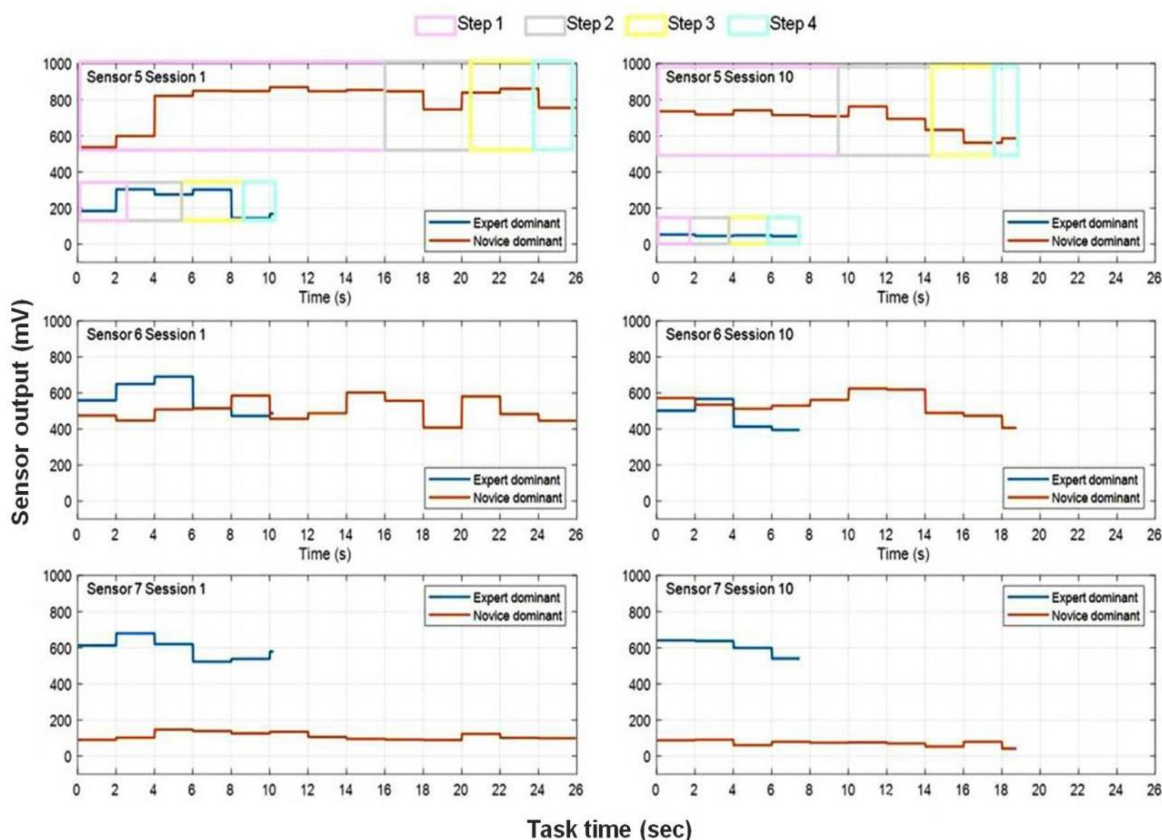 Step 1 Step 2 Step 3 Step 4
Sensor output (mV)
1000
800
600
400
200
0
Sensor 5 Session 1
Expert dominant
Novice dominant
0 2 4 6 8 10 12 14 16 18 20 22 24 26
Time (s)
1000
800
600
400
200
0
Sensor 5 Session 10
Expert dominant
Novice dominant
0 2 4 6 8 10 12 14 16 18 20 22 24 26
Time (s)
1000
800
600
400
200
0
Sensor 6 Session 1
Expert dominant
Novice dominant
0 2 4 6 8 10 12 14 16 18 20 22 24 26
Time (s)
1000
800
600
400
200
0
Sensor 6 Session 10
Expert dominant
Novice dominant
0 2 4 6 8 10 12 14 16 18 20 22 24 26
Time (s)
1000
800
600
400
200
0
Sensor 7 Session 1
Expert dominant
Novice dominant
0 2 4 6 8 10 12 14 16 18 20 22 24 26
1000
800
600
400
200
0
Sensor 7 Session 10
Expert dominant
Novice dominant
0 2 4 6 8 10 12 14 16 18 20 22 24 26
Task time (sec)